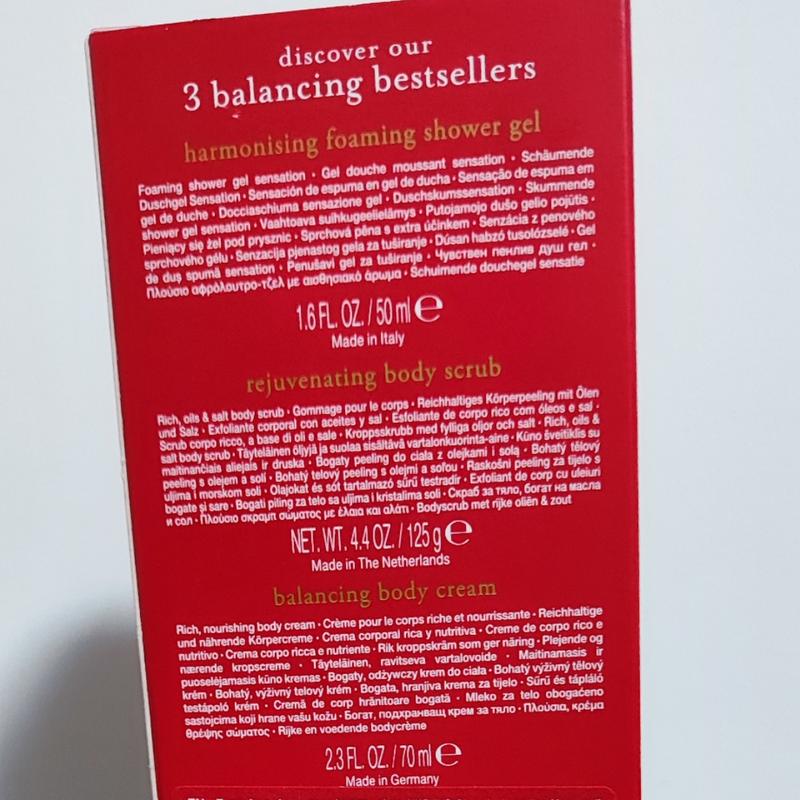 discover our
3 balancing bestsellers
harmonising foaming shower gel
Foaming shower gel sensation · Gel douche moussant sensation · Schäumende
Duschgel Sensation · Sensación de espuma en gel de ducha · Sensação de espuma em
gel de duche · Docciaschiuma sensazione gel · Duschskumssensation · Skummende
shower gel sensation · Vaahtoava suihkugeelielämys · Putojamojo dušo gelio pojūtis ·
Pieniący się żel pod prysznic · Sprchová pěna s extra účinkem · Senzácia z penového
sprchového gélu · Senzacija pjenastog gela za tuširanje · Dúsan habzó tusolózselé · Gel
de duș spumă sensation · Penušavi gel za tuširanje · Чувствен пенлив душ гел ·
Πλούσιο αφρόλουτρο-τζελ με αισθησιακό άρωμα · Schuimende douchegel sensatie
1.6 FL. OZ. / 50 ml ℮
Made in Italy
rejuvenating body scrub
Rich, oils & salt body scrub · Gommage pour le corps · Reichhaltiges Körperpeeling mit Ölen
und Salz · Exfoliante corporal con aceites y sal · Esfoliante de corpo rico com óleos e sal ·
Scrub corpo ricco, a base di oli e sale · Kroppsskrubb med fylliga oljor och salt · Rich, oils &
salt body scrub · Täyteläinen öljyjä ja suolaa sisältävä vartalonkuorinta-aine · Kūno šveitiklis su
maitinančiais aliejais ir druska · Bogaty peeling do ciała z olejkami i solą · Bohatý tělový
peeling s olejem a solí · Bohatý telový peeling s olejmi a soľou · Raskošni peeling za tijelo s
uljima i morskom soli · Olajokat és sót tartalmazó sűrű testradír · Exfoliant de corp cu uleiuri
bogate și sare · Bogati piling za telo sa uljima i kristalima soli · Скраб за тяло, богат на масла
и сол · Πλούσιο σκραμπ σώματος με έλαια και αλάτι · Bodyscrub met rijke oliën & zout
NET. WT. 4.4 OZ. / 125 g ℮
Made in The Netherlands
balancing body cream
Rich, nourishing body cream · Crème pour le corps riche et nourrissante · Reichhaltige
und nährende Körpercreme · Crema corporal rica y nutritiva · Creme de corpo rico e
nutritivo · Crema corpo ricca e nutriente · Rik kroppskräm som ger näring · Plejende og
nærende kropscreme · Täyteläinen, ravitseva vartalovoide · Maitinamasis ir
puoselėjamasis kūno kremas · Bogaty, odżywczy krem do ciała · Bohatý výživný tělový
krém · Bohatý, výživný telový krém · Bogata, hranjiva krema za tijelo · Sűrű és tápláló
testápoló krém · Cremă de corp hrănitoare bogată · Mleko za telo obogaćeno
sastojcima koji hrane vašu kožu · Богат, подхранващ крем за тяло · Πλούσια, κρέμα
θρέψης σώματος · Rijke en voedende bodycrème
2.3 FL. OZ. / 70 ml ℮
Made in Germany